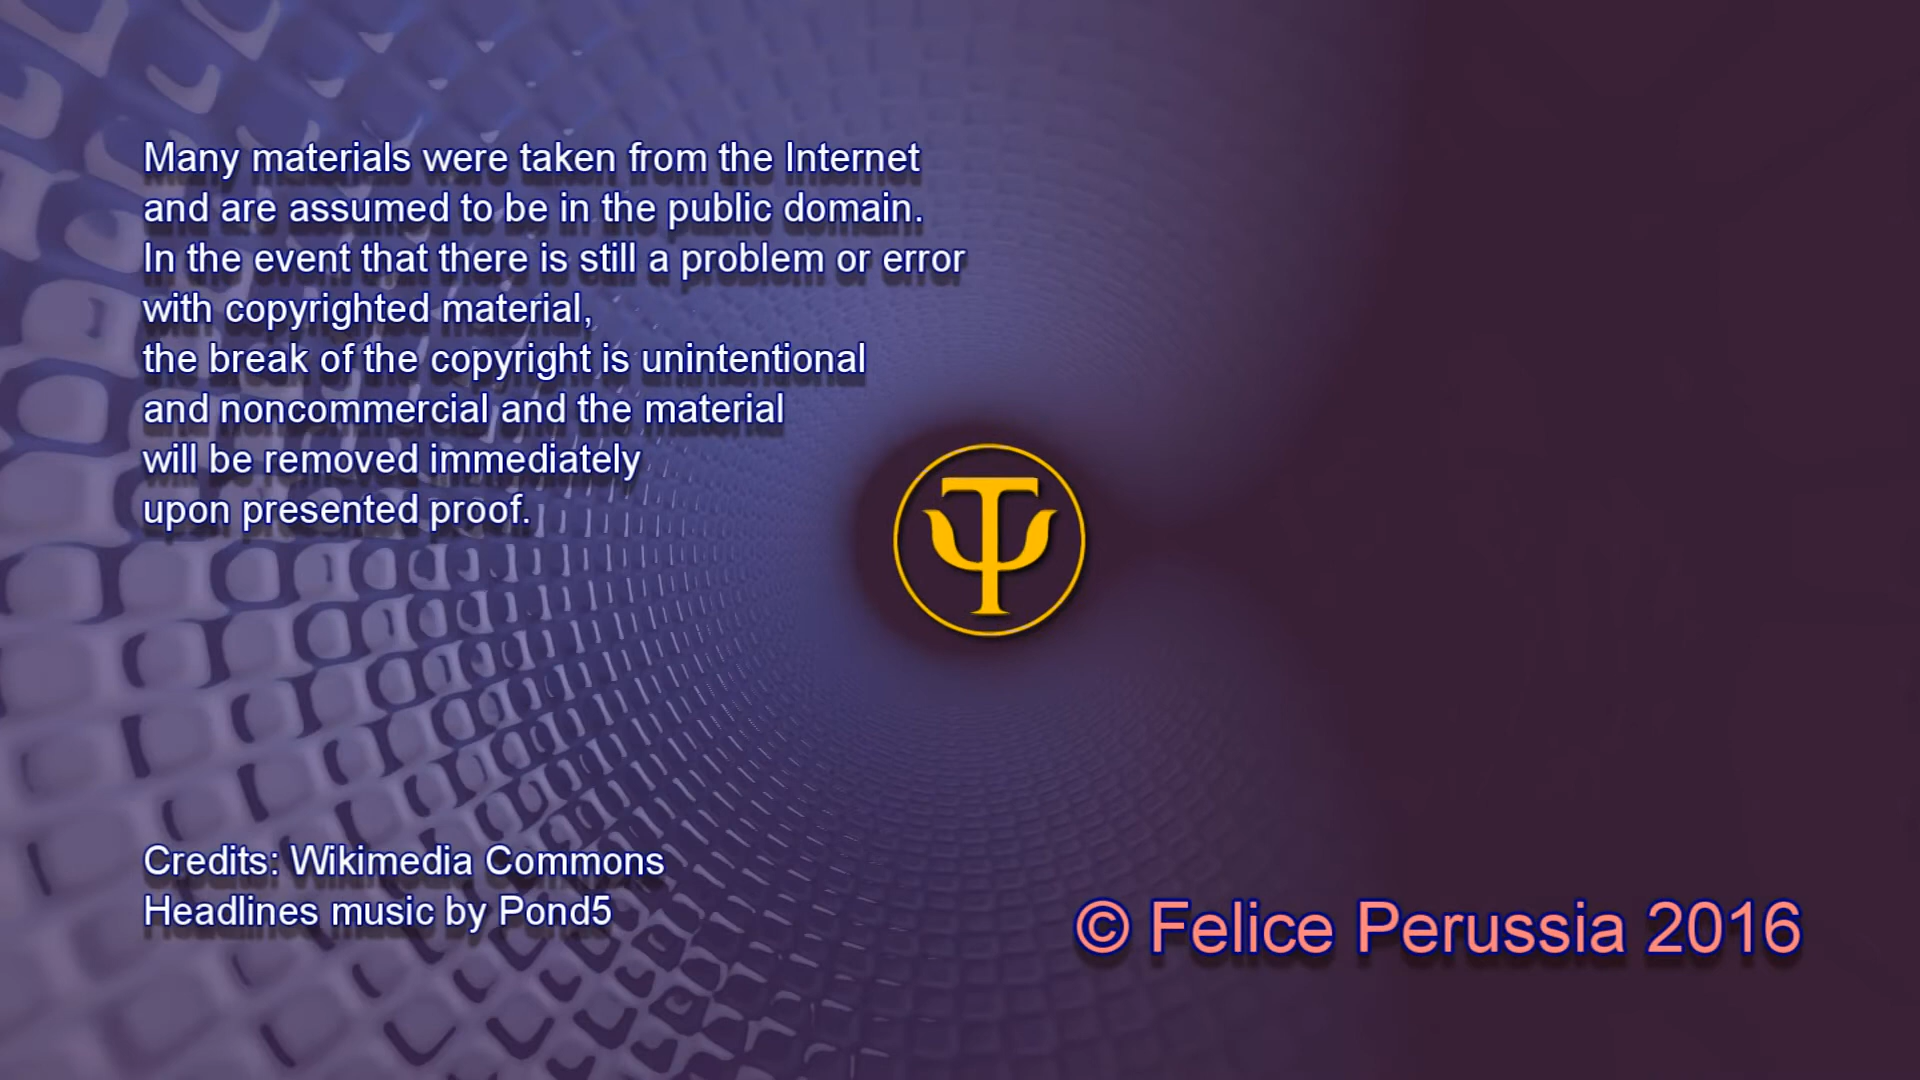 Many materials were taken from the Internet
and are assumed to be in the public domain.
In the event that there is still a problem or error
with copyrighted material,
the break of the copyright is unintentional
and noncommercial and the material
will be removed immediately
upon presented proof.
Ψ
Credits: Wikimedia Commons
Headlines music by Pond5
© Felice Perussia 2016